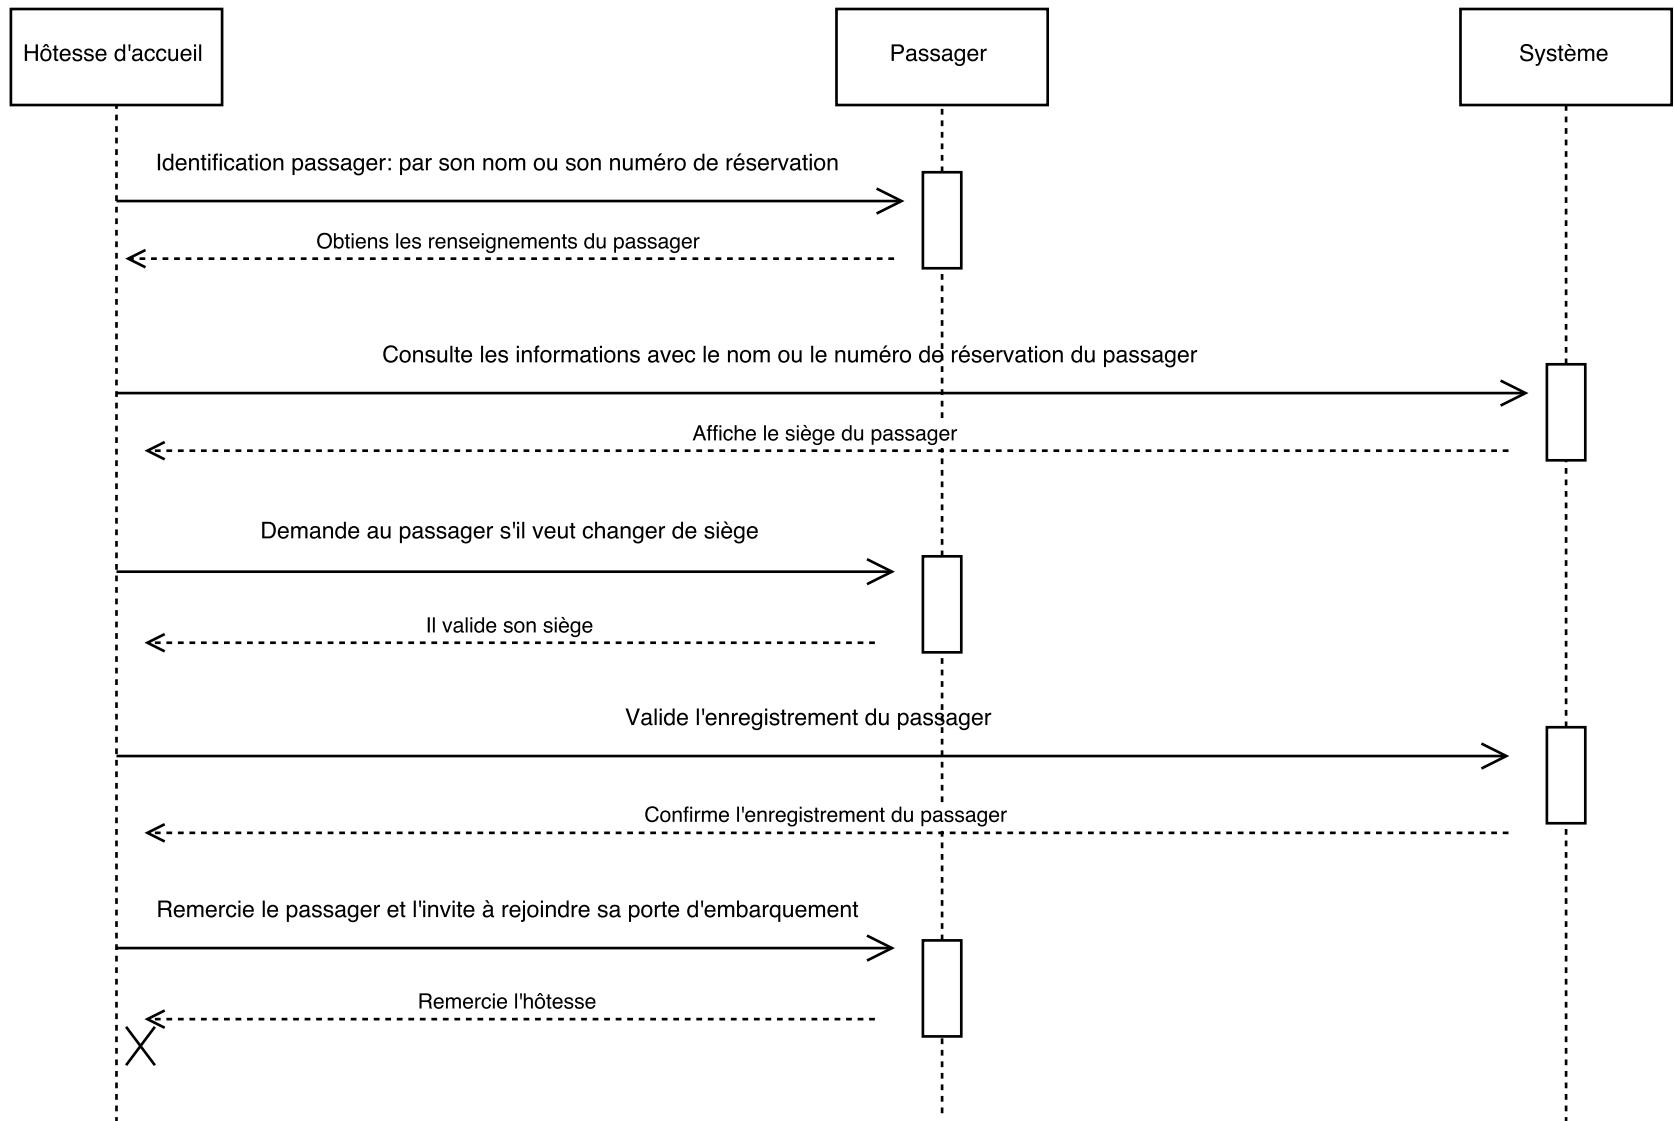 Hôtesse d'accueil
Passager
Système
Identification passager: par son nom ou son numéro de réservation
Obtiens les renseignements du passager
Consulte les informations avec le nom ou le numéro de réservation du passager
Affiche le siège du passager
Demande au passager s'il veut changer de siège
Il valide son siège
Valide l'enregistrement du passager
Confirme l'enregistrement du passager
Remercie le passager et l'invite à rejoindre sa porte d'embarquement
Remercie l'hôtesse